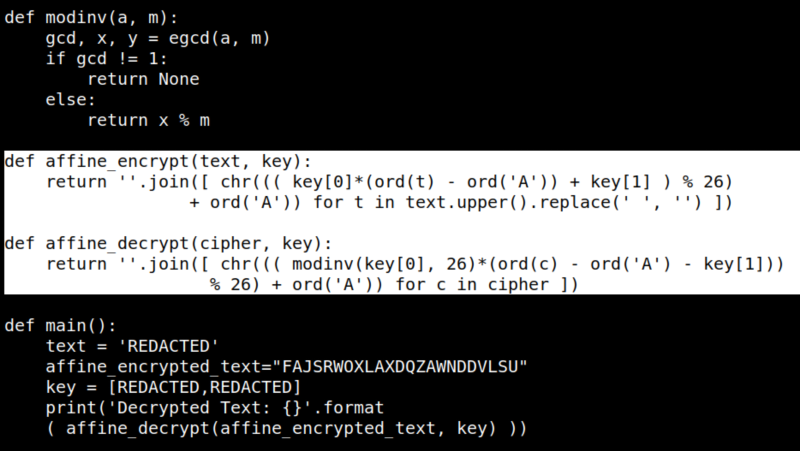 def modinv(a, m):
    gcd, x, y = egcd(a, m)
    if gcd != 1:
        return None
    else:
        return x % m

def affine_encrypt(text, key):
    return ''.join([ chr((( key[0]*(ord(t) - ord('A')) + key[1] ) % 26)
                  + ord('A')) for t in text.upper().replace(' ', '') ])

def affine_decrypt(cipher, key):
    return ''.join([ chr((( modinv(key[0], 26)*(ord(c) - ord('A') - key[1]))
                    % 26) + ord('A')) for c in cipher ])

def main():
    text = 'REDACTED'
    affine_encrypted_text="FAJSRWOXLAXDQZAWNDDVLSU"
    key = [REDACTED,REDACTED]
    print('Decrypted Text: {}'.format
    ( affine_decrypt(affine_encrypted_text, key) ))